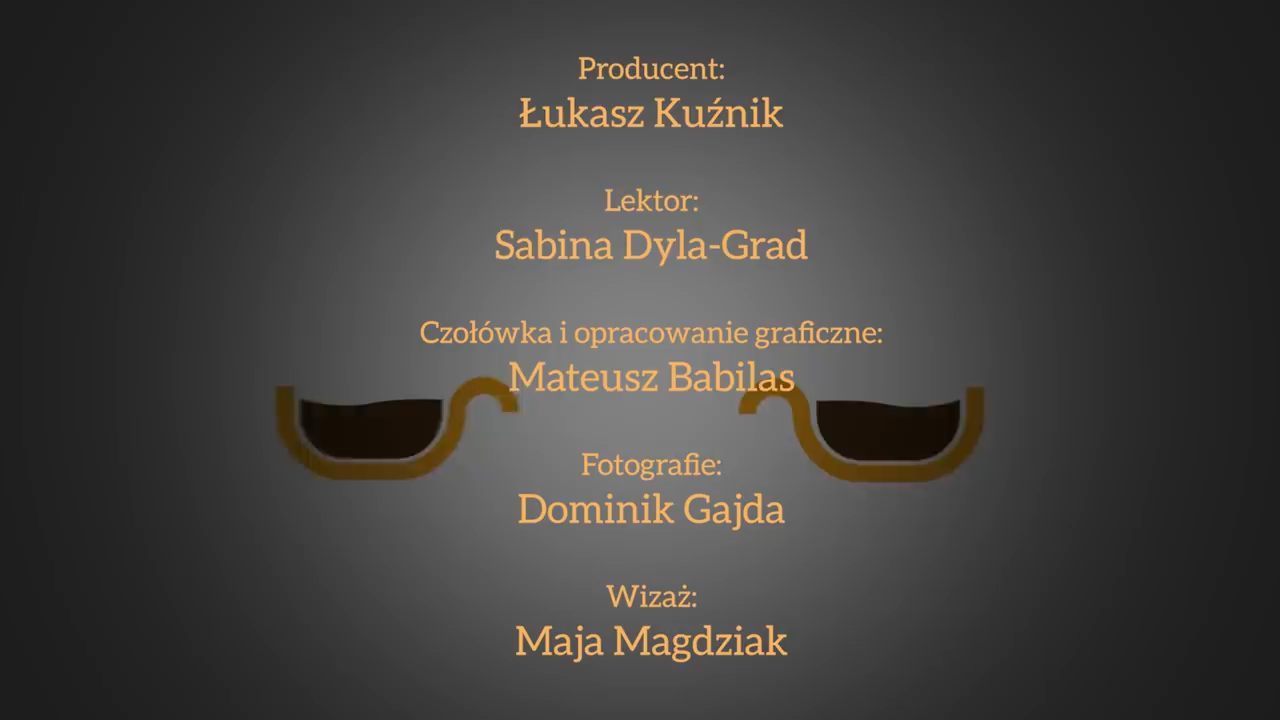 Producent:
Łukasz Kuźnik
Lektor:
Sabina Dyla-Grad
Czołówka i opracowanie graficzne:
Mateusz Babilas
Fotografie:
Dominik Gajda
Wizaż:
Maja Magdziak